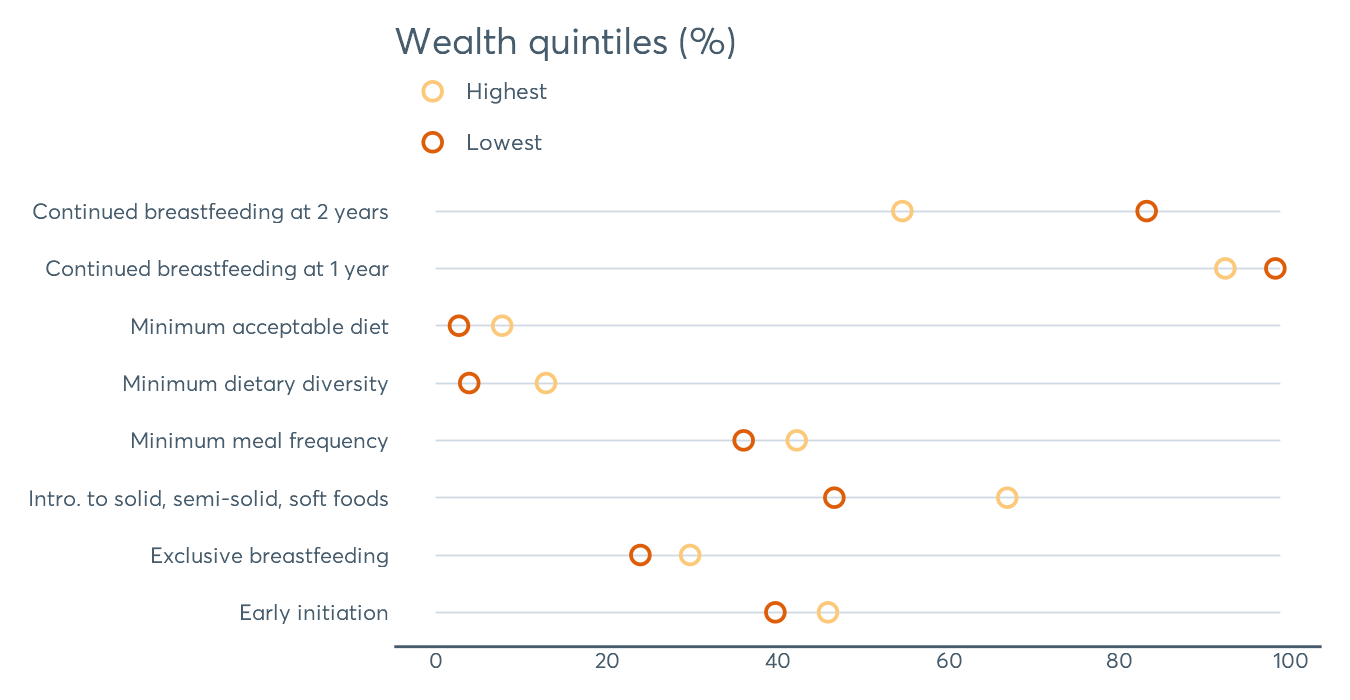 Wealth quintiles (%)
Highest
Lowest
Continued breastfeeding at 2 years
Continued breastfeeding at 1 year
Minimum acceptable diet
Minimum dietary diversity
Minimum meal frequency
Intro. to solid, semi-solid, soft foods
Exclusive breastfeeding
Early initiation
0 20 40 60 80 100